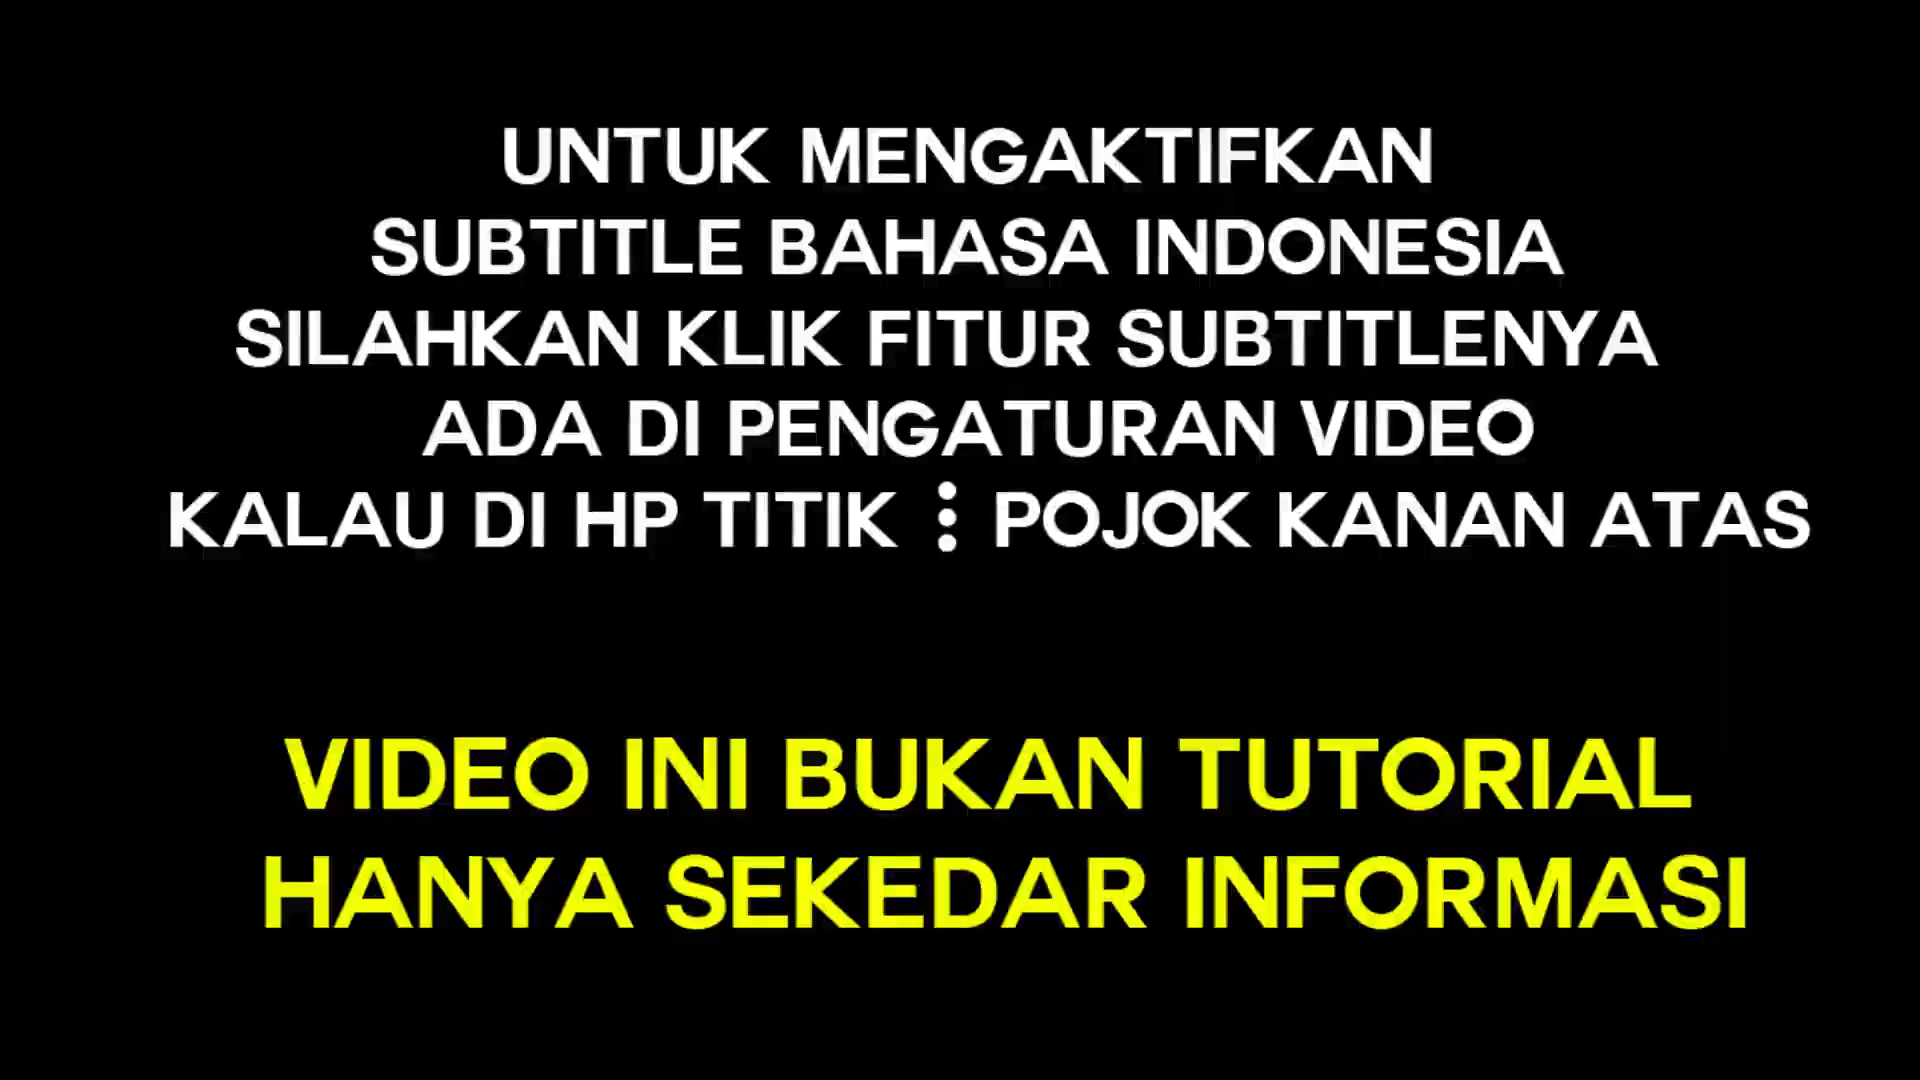 UNTUK MENGAKTIFKAN
SUBTITLE BAHASA INDONESIA
SILAHKAN KLIK FITUR SUBTITLENYA
ADA DI PENGATURAN VIDEO
KALAU DI HP TITIK ⋮ POJOK KANAN ATAS
VIDEO INI BUKAN TUTORIAL
HANYA SEKEDAR INFORMASI